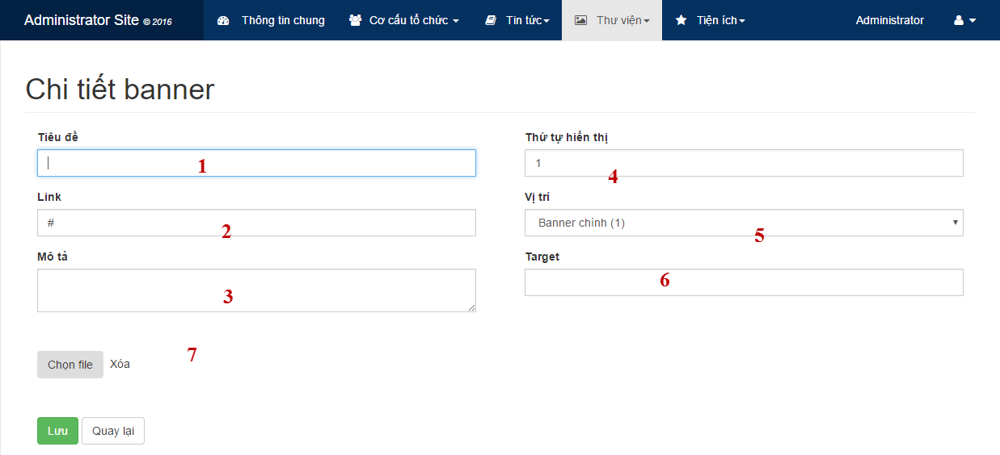 Administrator Site © 2016 Thông tin chung Cơ cấu tổ chức Tin tức Thư viện Tiện ích Administrator
Chi tiết banner
Tiêu đề
1
Link
#
2
Mô tả
3
Thứ tự hiển thị
1
4
Vị trí
Banner chính (1)
5
Target
6
Chọn file Xóa
7
Lưu Quay lại